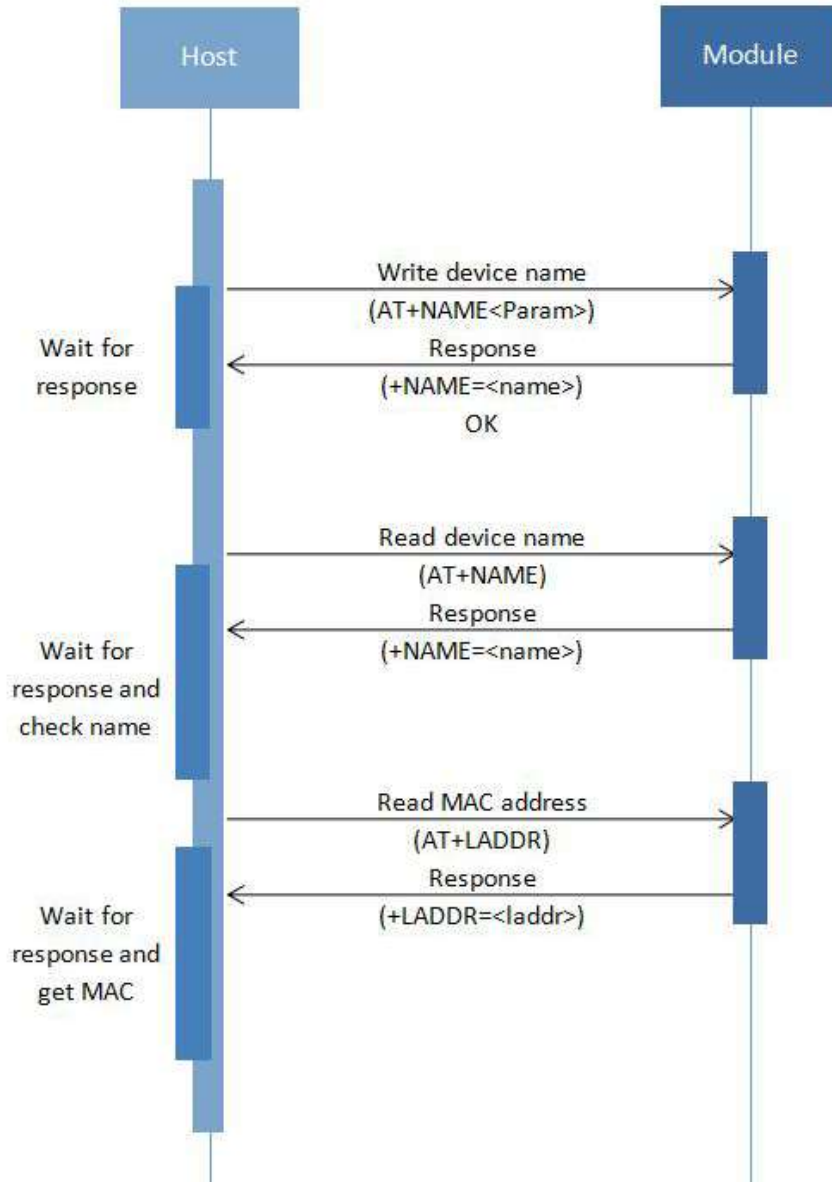 Host
Module
Write device name
(AT+NAME<Param>)
Wait for
response
Response
(+NAME=<name>)
OK
Read device name
(AT+NAME)
Response
(+NAME=<name>)
Wait for
response and
check name
Read MAC address
(AT+LADDR)
Response
(+LADDR=<laddr>)
Wait for
response and
get MAC